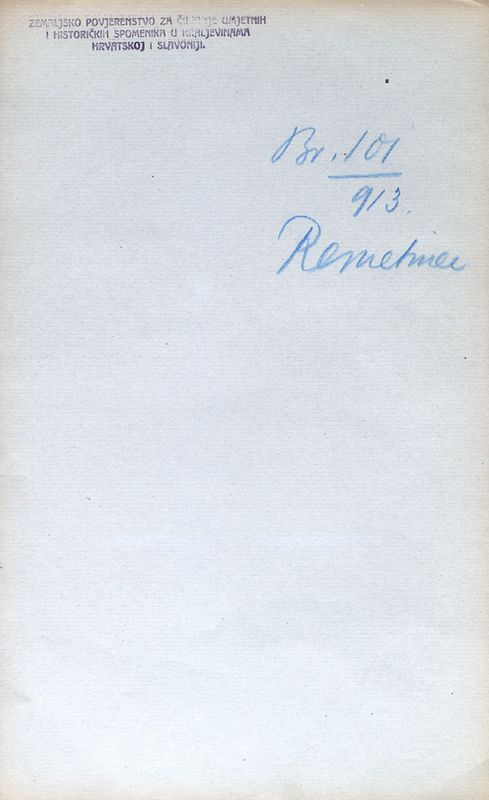 ZEMALJSKO POVJERENSTVO ZA ČUVANJE UMJETNIH
I HISTORIČKIH SPOMENIKA U KRALJEVINAMA
HRVATSKOJ I SLAVONIJI.
Br. 101
913.
Remetinec